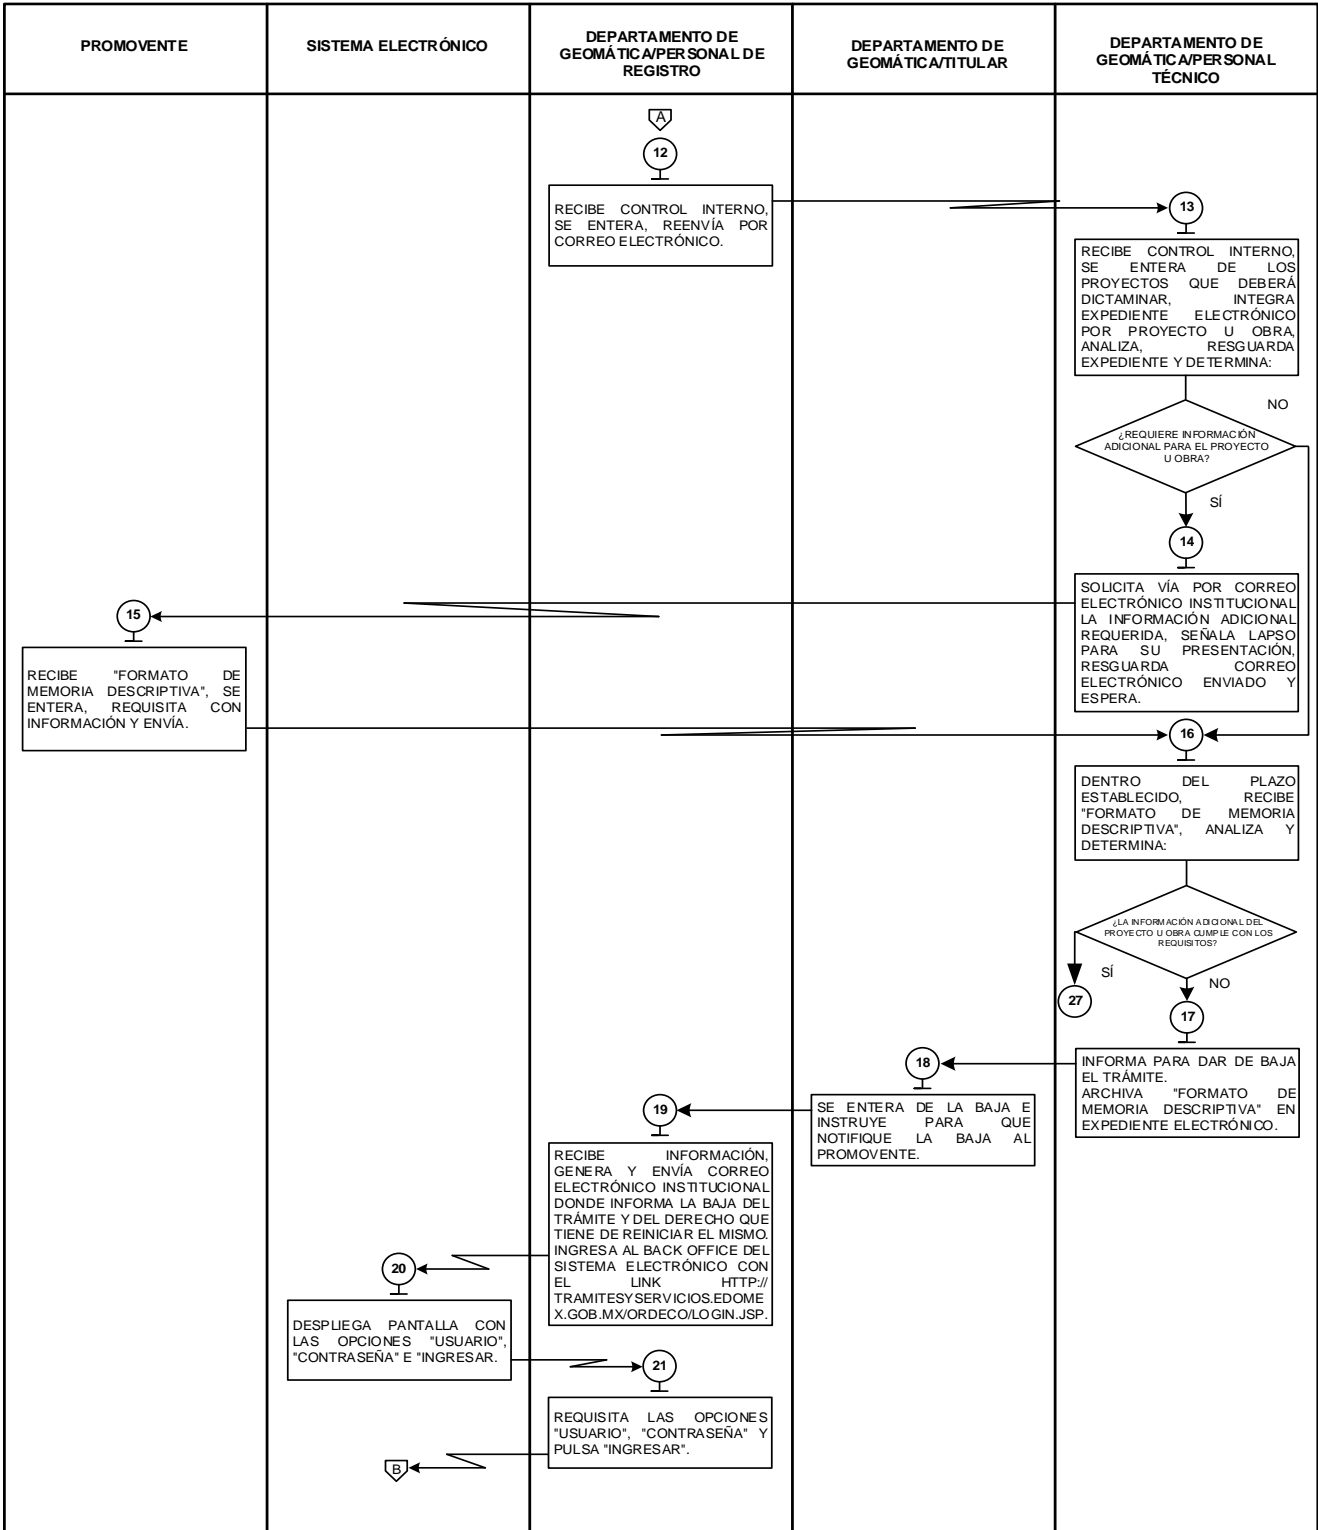 PROMOVENTE
SISTEMA ELECTRÓNICO
DEPARTAMENTO DE
GEOMÁTICA/PERSONAL DE
REGISTRO
DEPARTAMENTO DE
GEOMÁTICA/TITULAR
DEPARTAMENTO DE
GEOMÁTICA/PERSONAL
TÉCNICO
A
12
RECIBE CONTROL INTERNO,
SE ENTERA, REENVÍA POR
CORREO ELECTRÓNICO.
13
RECIBE CONTROL INTERNO,
SE ENTERA DE LOS
PROYECTOS QUE DEBERÁ
DICTAMINAR, INTEGRA
EXPEDIENTE ELECTRÓNICO
POR PROYECTO U OBRA,
ANALIZA, RESGUARDA
EXPEDIENTE Y DETERMINA:
NO
¿REQUIERE INFORMACIÓN
ADICIONAL PARA EL PROYECTO
U OBRA?
SÍ
14
SOLICITA VÍA POR CORREO
ELECTRÓNICO INSTITUCIONAL
LA INFORMACIÓN ADICIONAL
REQUERIDA, SEÑALA LAPSO
PARA SU PRESENTACIÓN,
RESGUARDA CORREO
ELECTRÓNICO ENVIADO Y
ESPERA.
15
RECIBE "FORMATO DE
MEMORIA DESCRIPTIVA", SE
ENTERA, REQUISITA CON
INFORMACIÓN Y ENVÍA.
16
DENTRO DEL PLAZO
ESTABLECIDO, RECIBE
"FORMATO DE MEMORIA
DESCRIPTIVA", ANALIZA Y
DETERMINA:
¿LA INFORMACIÓN ADICIONAL DEL
PROYECTO U OBRA CUMPLE CON LOS
REQUISITOS?
SÍ
NO
27
17
INFORMA PARA DAR DE BAJA
EL TRÁMITE.
ARCHIVA "FORMATO DE
MEMORIA DESCRIPTIVA" EN
EXPEDIENTE ELECTRÓNICO.
18
SE ENTERA DE LA BAJA E
INSTRUYE PARA QUE
NOTIFIQUE LA BAJA AL
PROMOVENTE.
19
RECIBE INFORMACIÓN,
GENERA Y ENVÍA CORREO
ELECTRÓNICO INSTITUCIONAL
DONDE INFORMA LA BAJA DEL
TRÁMITE Y DEL DERECHO QUE
TIENE DE REINICIAR EL MISMO.
INGRESA AL BACK OFFICE DEL
SISTEMA ELECTRÓNICO CON
EL LINK HTTP://
TRAMITESYSERVICIOS.EDOME
X.GOB.MX/ORDECO/LOGIN.JSP.
20
DESPLIEGA PANTALLA CON
LAS OPCIONES "USUARIO",
"CONTRASEÑA" E "INGRESAR.
21
REQUISITA LAS OPCIONES
"USUARIO", "CONTRASEÑA" Y
PULSA "INGRESAR".
B